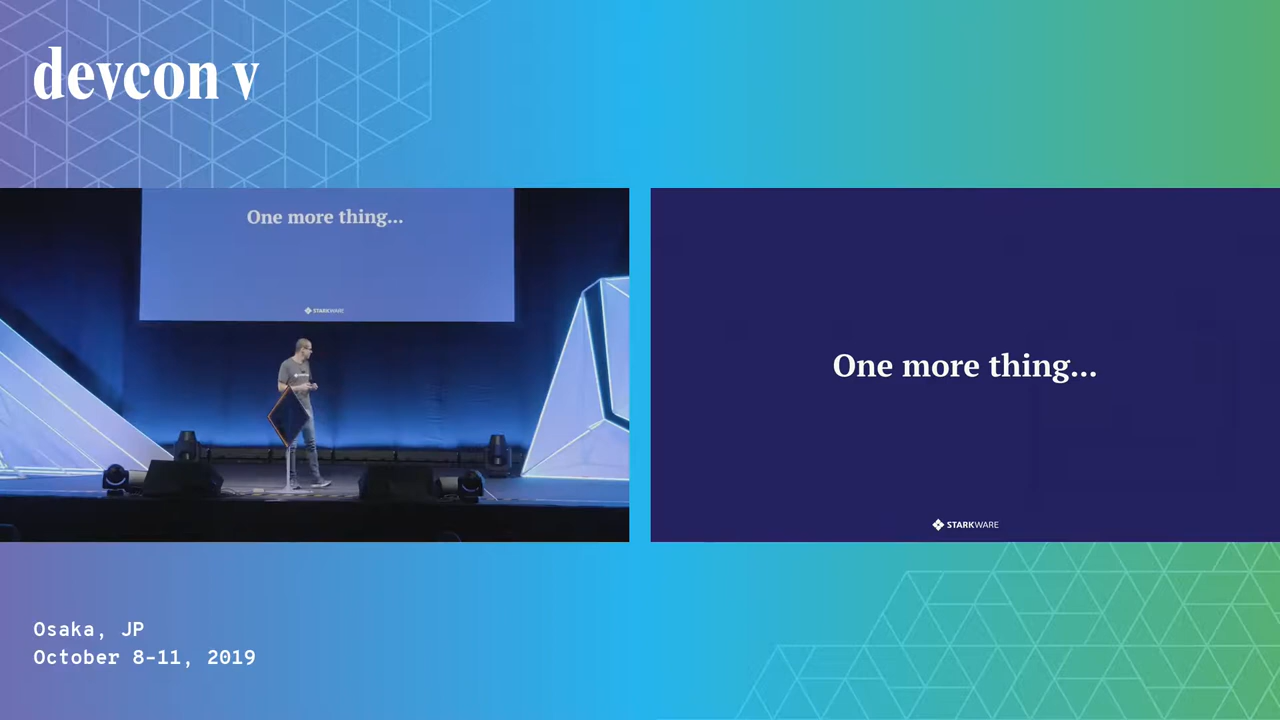 devcon v
One more thing...
STARKWARE
One more thing...
STARKWARE
Osaka, JP
October 8-11, 2019